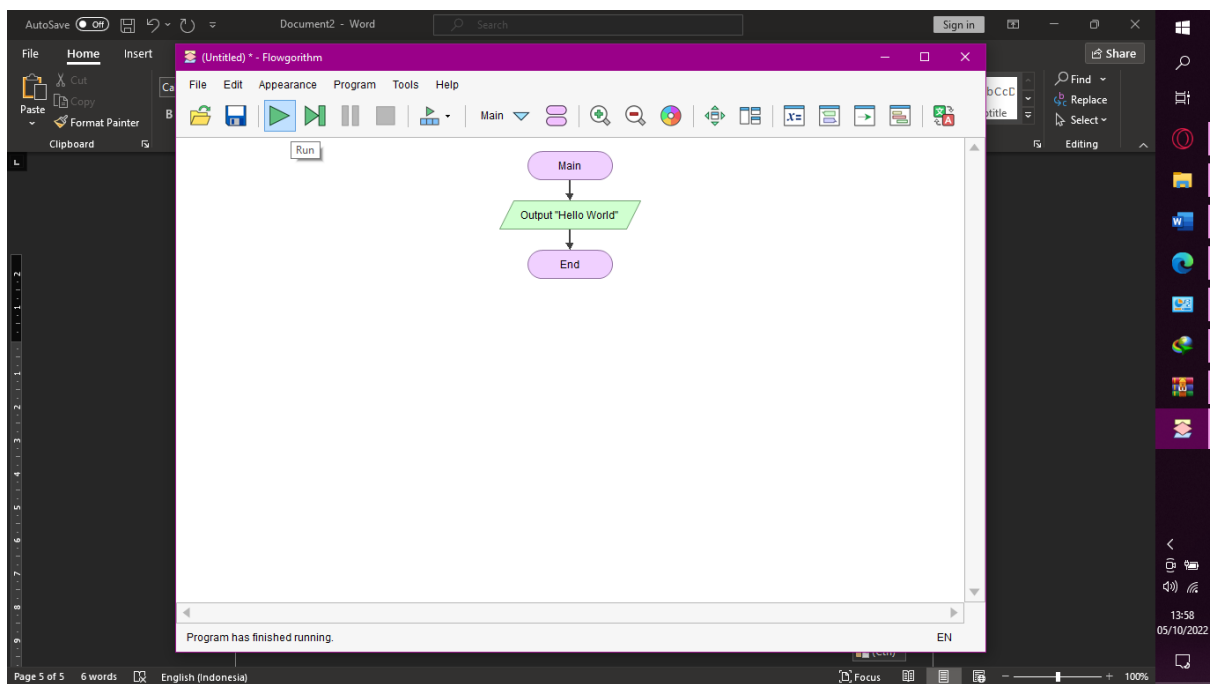 AutoSave Off Document2 - Word Search Sign in
File Home Insert Share
Paste Cut Copy Format Painter
Clipboard
Ca
B
(Untitled) * - Flowgorithm
File Edit Appearance Program Tools Help
Main
Run
Main
Output "Hello World"
End
Program has finished running. EN
Find
Replace
Select
Editing
13:58
05/10/2022
(Ctrl)
Page 5 of 5 6 words English (Indonesia) Focus 100%